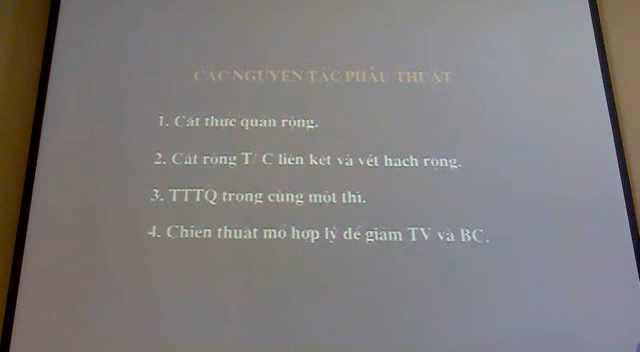 CÁC NGUYÊN TẮC PHẪU THUẬT
1. Cắt thực quản rộng.
2. Cắt rộng T/ C liên kết và vét hạch rộng.
3. TTTQ trong cùng một thì.
4. Chiến thuật mổ hợp lý để giảm TV và BC.